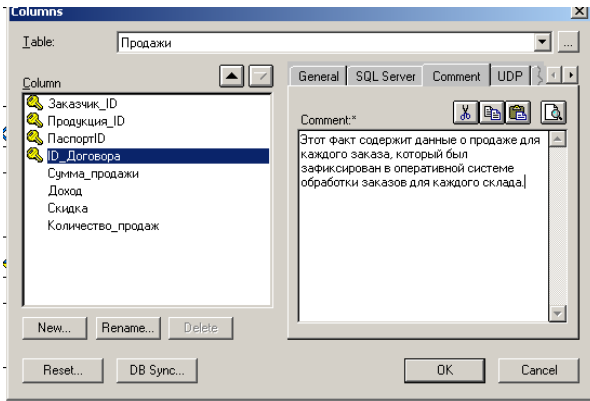 Columns
Table:
Продажи
...
Column
Заказчик_ID
Продукция_ID
ПаспортID
ID_Договора
Сумма_продажи
Доход
Скидка
Количество_продаж
New...
Rename...
Delete
Reset...
DB Sync...
General
SQL Server
Comment
UDP
Comment:*
Этот факт содержит данные о продаже для
каждого заказа, который был
зафиксирован в оперативной системе
обработки заказов для каждого склада.
OK
Cancel